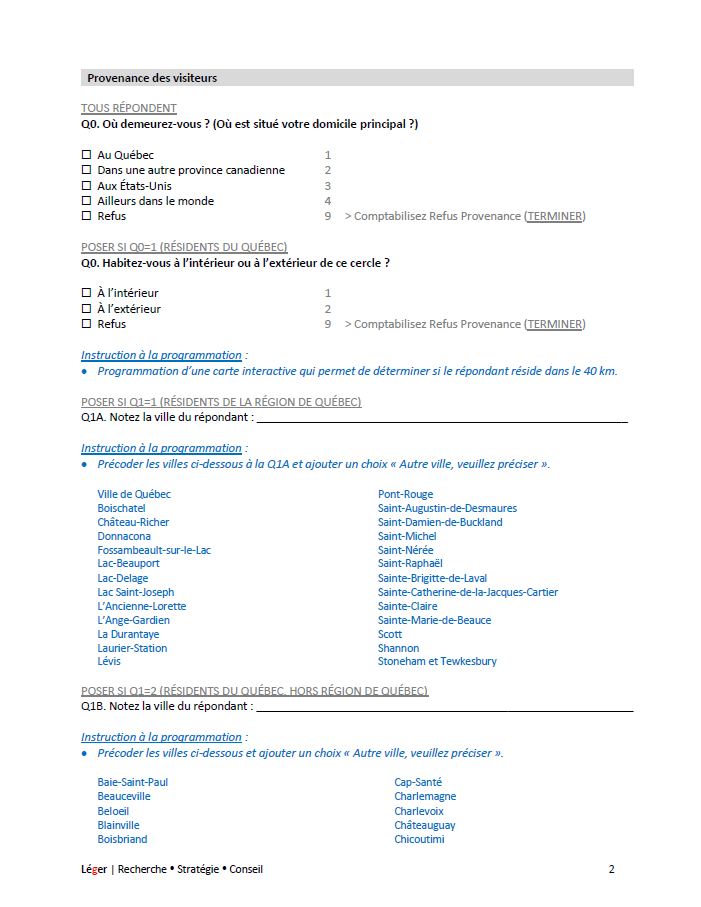 Provenance des visiteurs
TOUS RÉPONDENT
Q0. Où demeurez-vous ? (Où est situé votre domicile principal ?)
☐ Au Québec 1
☐ Dans une autre province canadienne 2
☐ Aux États-Unis 3
☐ Ailleurs dans le monde 4
☐ Refus 9 > Comptabilisez Refus Provenance (TERMINER)
POSER SI Q0=1 (RÉSIDENTS DU QUÉBEC)
Q0. Habitez-vous à l’intérieur ou à l’extérieur de ce cercle ?
☐ À l’intérieur 1
☐ À l’extérieur 2
☐ Refus 9 > Comptabilisez Refus Provenance (TERMINER)
Instruction à la programmation :
• Programmation d’une carte interactive qui permet de déterminer si le répondant réside dans le 40 km.
POSER SI Q1=1 (RÉSIDENTS DE LA RÉGION DE QUÉBEC)
Q1A. Notez la ville du répondant : ____
Instruction à la programmation :
• Précoder les villes ci-dessous à la Q1A et ajouter un choix « Autre ville, veuillez préciser ».
Ville de Québec
Boischatel
Château-Richer
Donnacona
Fossambeault-sur-le-Lac
Lac-Beauport
Lac-Delage
Lac Saint-Joseph
L’Ancienne-Lorette
L’Ange-Gardien
La Durantaye
Laurier-Station
Lévis
Pont-Rouge
Saint-Augustin-de-Desmaures
Saint-Damien-de-Buckland
Saint-Michel
Saint-Nérée
Saint-Raphaël
Sainte-Brigitte-de-Laval
Sainte-Catherine-de-la-Jacques-Cartier
Sainte-Claire
Sainte-Marie-de-Beauce
Scott
Shannon
Stoneham et Tewkesbury
POSER SI Q1=2 (RÉSIDENTS DU QUÉBEC, HORS RÉGION DE QUÉBEC)
Q1B. Notez la ville du répondant : ____
Instruction à la programmation :
• Précoder les villes ci-dessous et ajouter un choix « Autre ville, veuillez préciser ».
Baie-Saint-Paul
Beauceville
Beloeil
Blainville
Boisbriand
Cap-Santé
Charlemagne
Charlevoix
Châteauguay
Chicoutimi
Léger | Recherche • Stratégie • Conseil 2